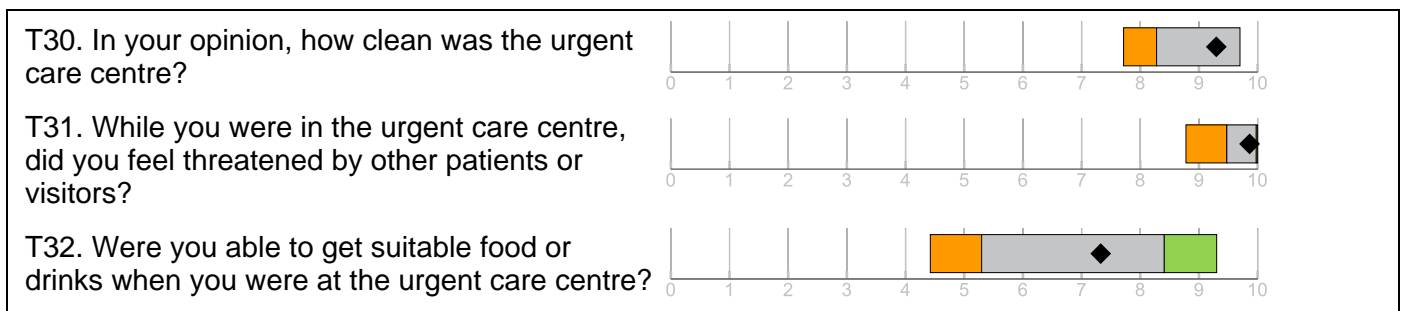 T30. In your opinion, how clean was the urgent
care centre?
0 1 2 3 4 5 6 7 8 9 10
T31. While you were in the urgent care centre,
did you feel threatened by other patients or
visitors?
0 1 2 3 4 5 6 7 8 9 10
T32. Were you able to get suitable food or
drinks when you were at the urgent care centre?
0 1 2 3 4 5 6 7 8 9 10